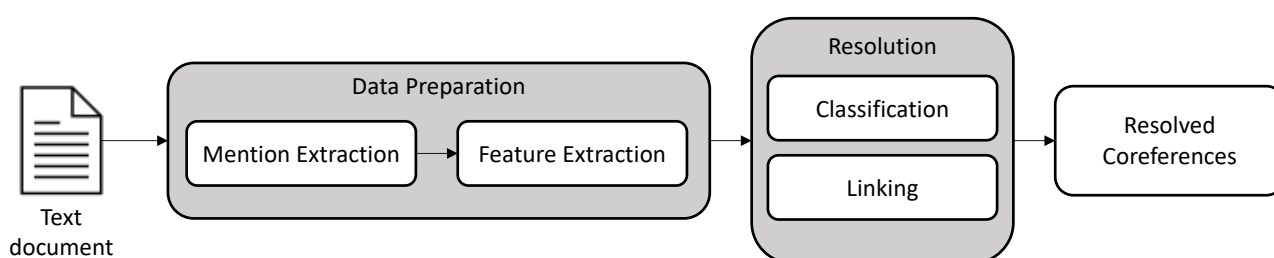 Text
document
Data Preparation
Mention Extraction
Feature Extraction
Resolution
Classification
Linking
Resolved
Coreferences